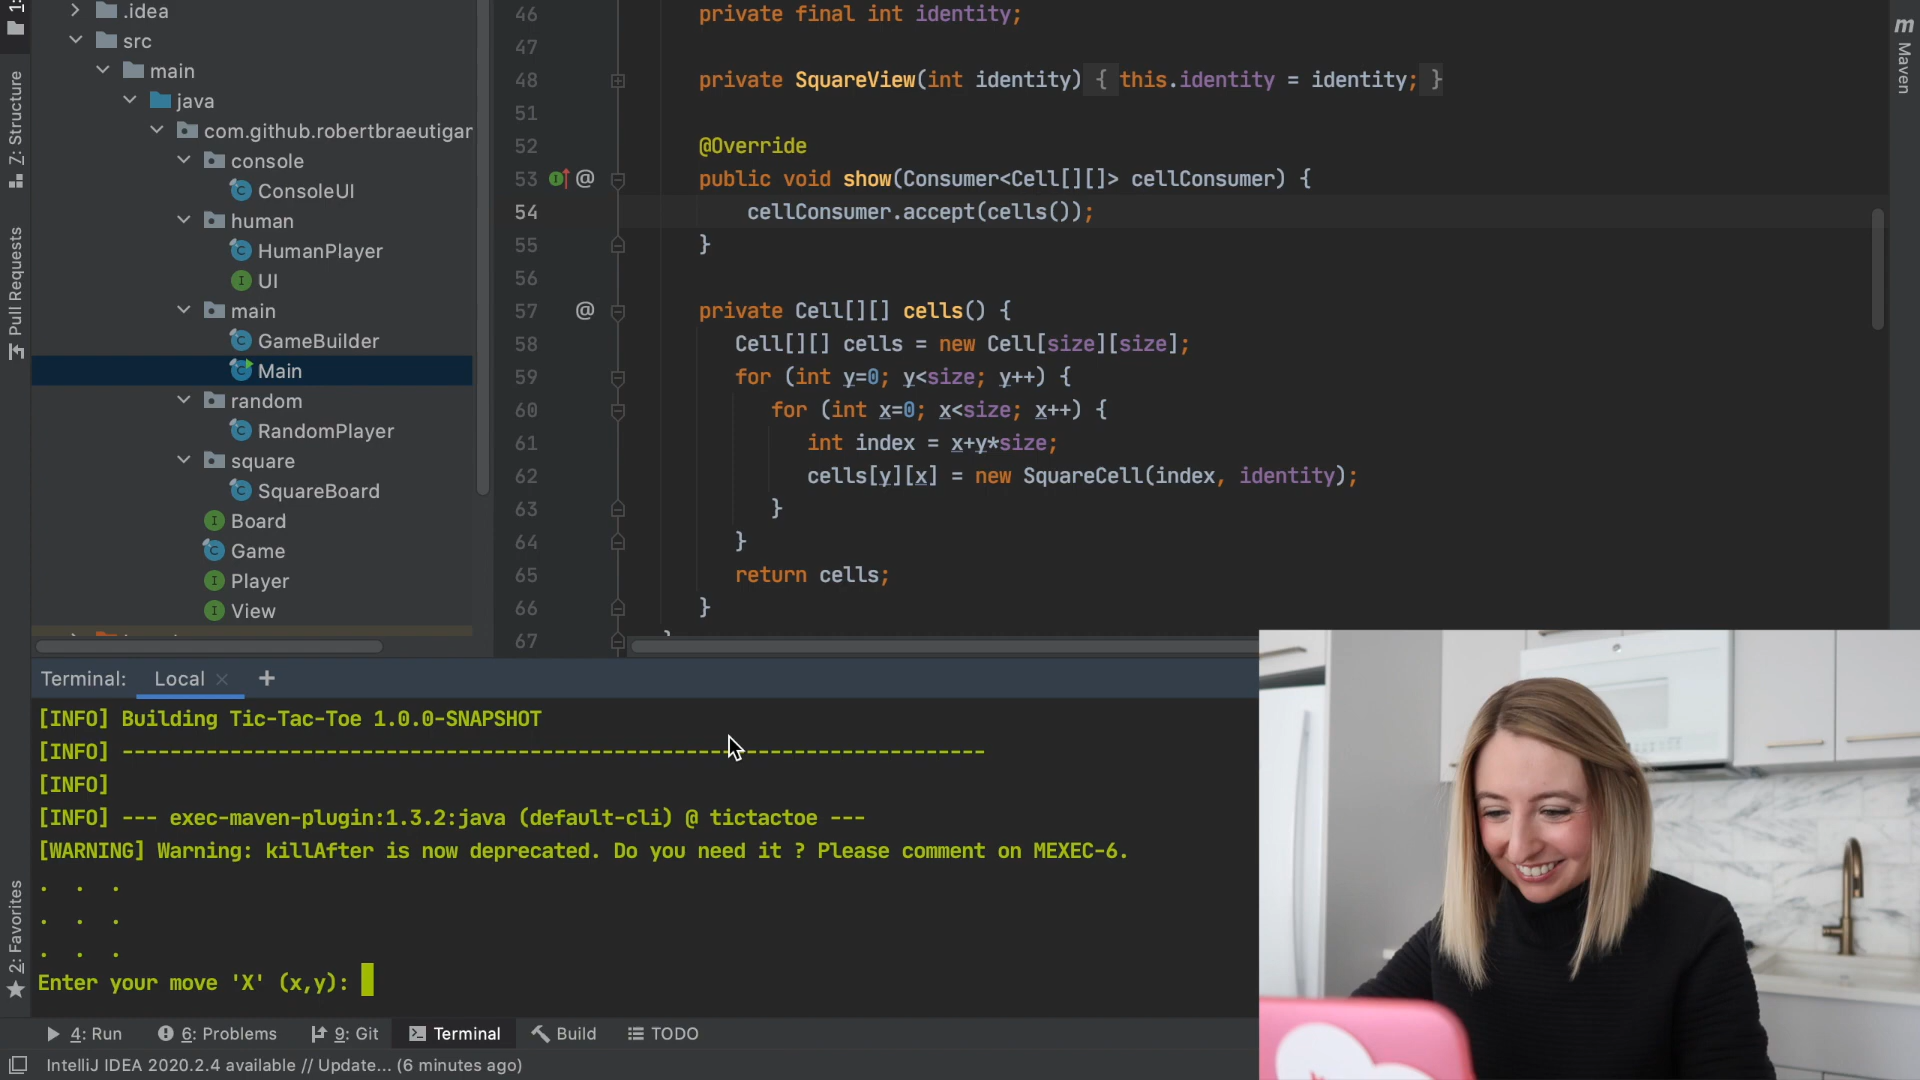 .idea
src
main
java
com.github.robertbraeutigar
console
ConsoleUI
human
HumanPlayer
UI
main
GameBuilder
Main
random
RandomPlayer
square
SquareBoard
Board
Game
Player
View
Z: Structure
Pull Requests
2: Favorites
46 private final int identity;
47
48 private SquareView(int identity) { this.identity = identity; }
51
52 @Override
53 @ public void show(Consumer<Cell[][]> cellConsumer) {
54 cellConsumer.accept(cells());
55 }
56
57 @ private Cell[][] cells() {
58 Cell[][] cells = new Cell[size][size];
59 for (int y=0; y<size; y++) {
60 for (int x=0; x<size; x++) {
61 int index = x+y*size;
62 cells[y][x] = new SquareCell(index, identity);
63 }
64 }
65 return cells;
66 }
67
m Maven
Terminal: Local × +
[INFO] Building Tic-Tac-Toe 1.0.0-SNAPSHOT
[INFO] ------------------------------------------------------------------------
[INFO]
[INFO] --- exec-maven-plugin:1.3.2:java (default-cli) @ tictactoe ---
[WARNING] Warning: killAfter is now deprecated. Do you need it ? Please comment on MEXEC-6.
. . .
. . .
. . .
Enter your move 'X' (x,y):
4: Run 6: Problems 9: Git Terminal Build TODO
IntelliJ IDEA 2020.2.4 available // Update... (6 minutes ago)